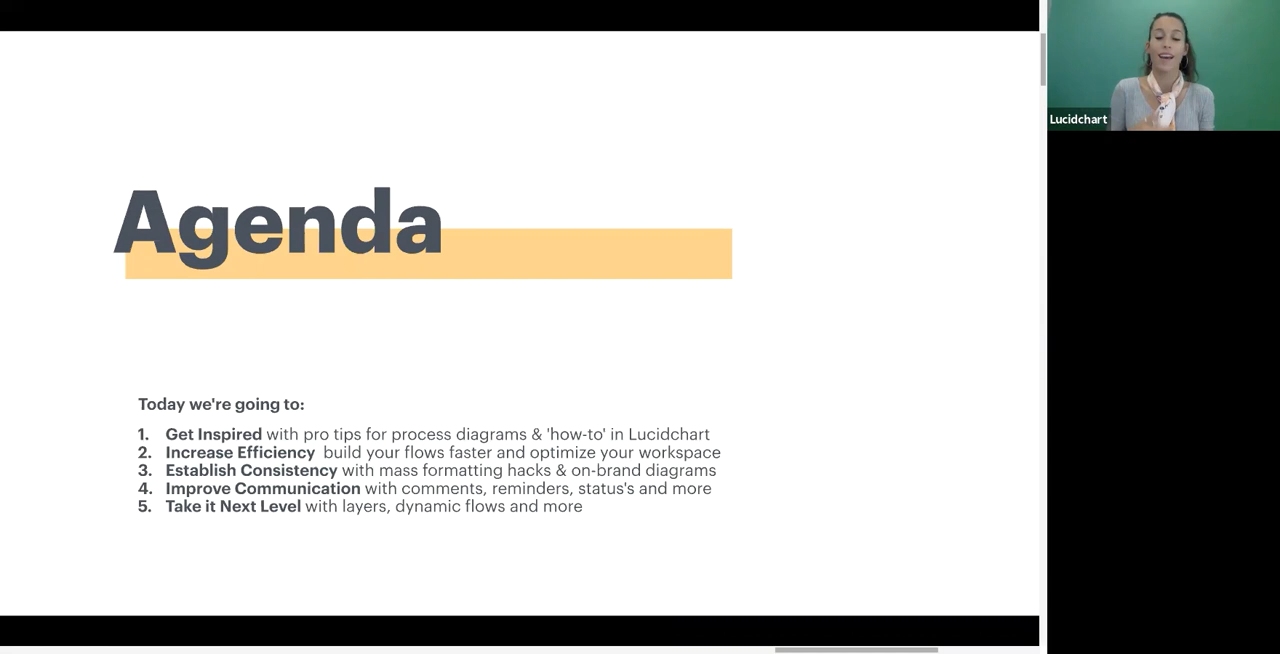 Agenda
Today we're going to:
1. Get Inspired with pro tips for process diagrams & 'how-to' in Lucidchart
2. Increase Efficiency build your flows faster and optimize your workspace
3. Establish Consistency with mass formatting hacks & on-brand diagrams
4. Improve Communication with comments, reminders, status's and more
5. Take it Next Level with layers, dynamic flows and more
Lucidchart